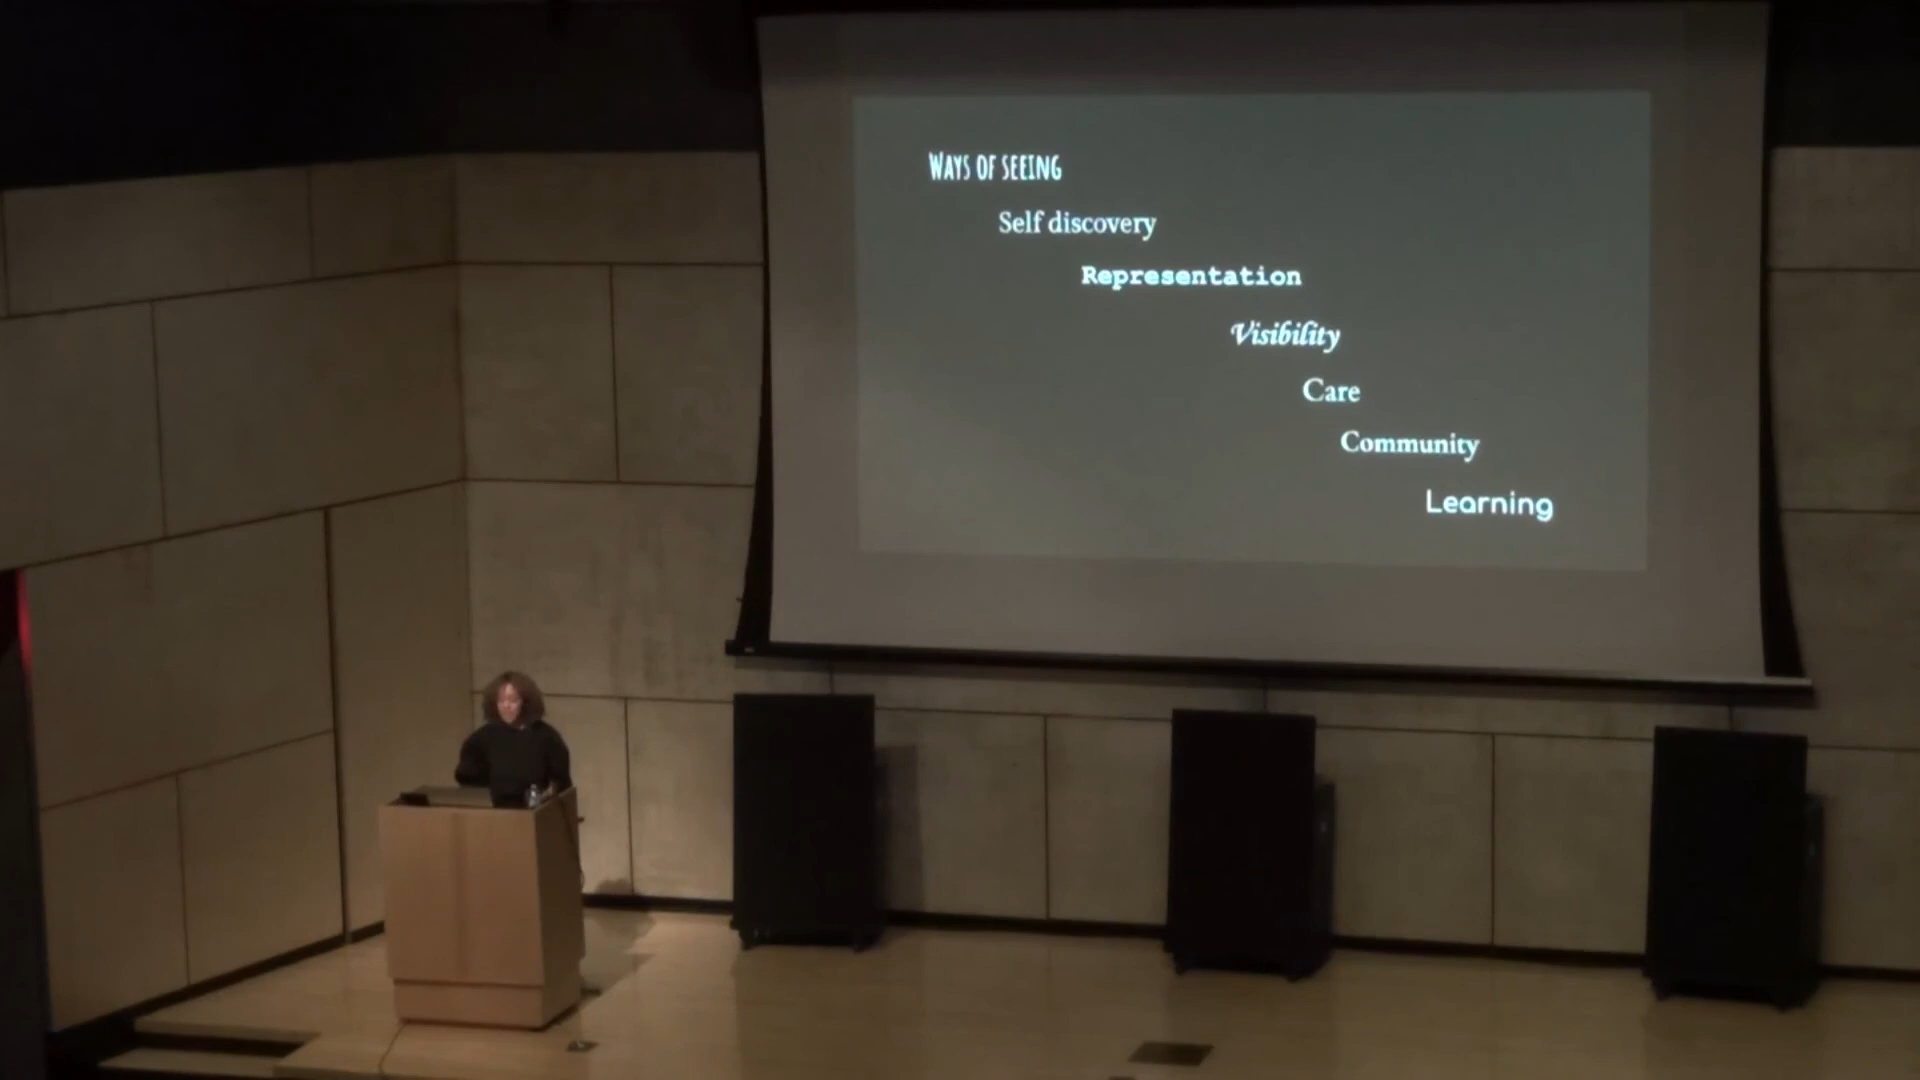 Ways of seeing
Self discovery
Representation
Visibility
Care
Community
Learning